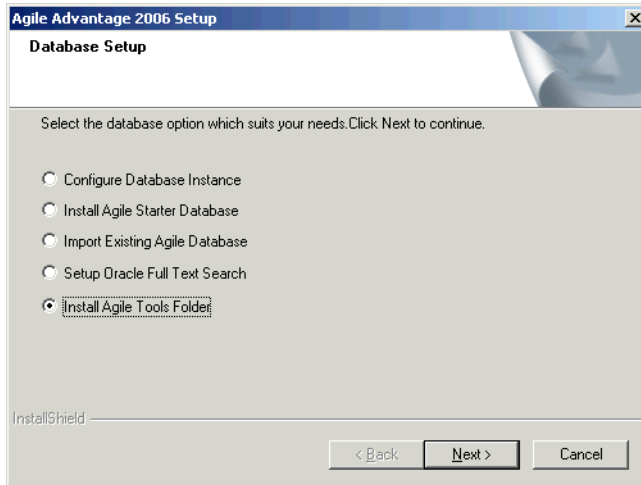 Agile Advantage 2006 Setup
Database Setup
Select the database option which suits your needs.Click Next to continue.
Configure Database Instance
Install Agile Starter Database
Import Existing Agile Database
Setup Oracle Full Text Search
Install Agile Tools Folder
InstallShield
< Back Next > Cancel